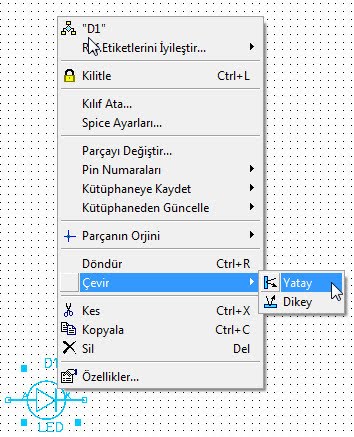 "D1"
Ref.Etiketlerini İyileştir...
Kilitle Ctrl+L
Kılıf Ata...
Spice Ayarları...
Parçayı Değiştir...
Pin Numaraları
Kütüphaneye Kaydet
Kütüphaneden Güncelle
Parçanın Orjini
Döndür Ctrl+R
Çevir
Yatay
Dikey
Kes Ctrl+X
Kopyala Ctrl+C
Sil Del
Özellikler...
D1
A K
LED